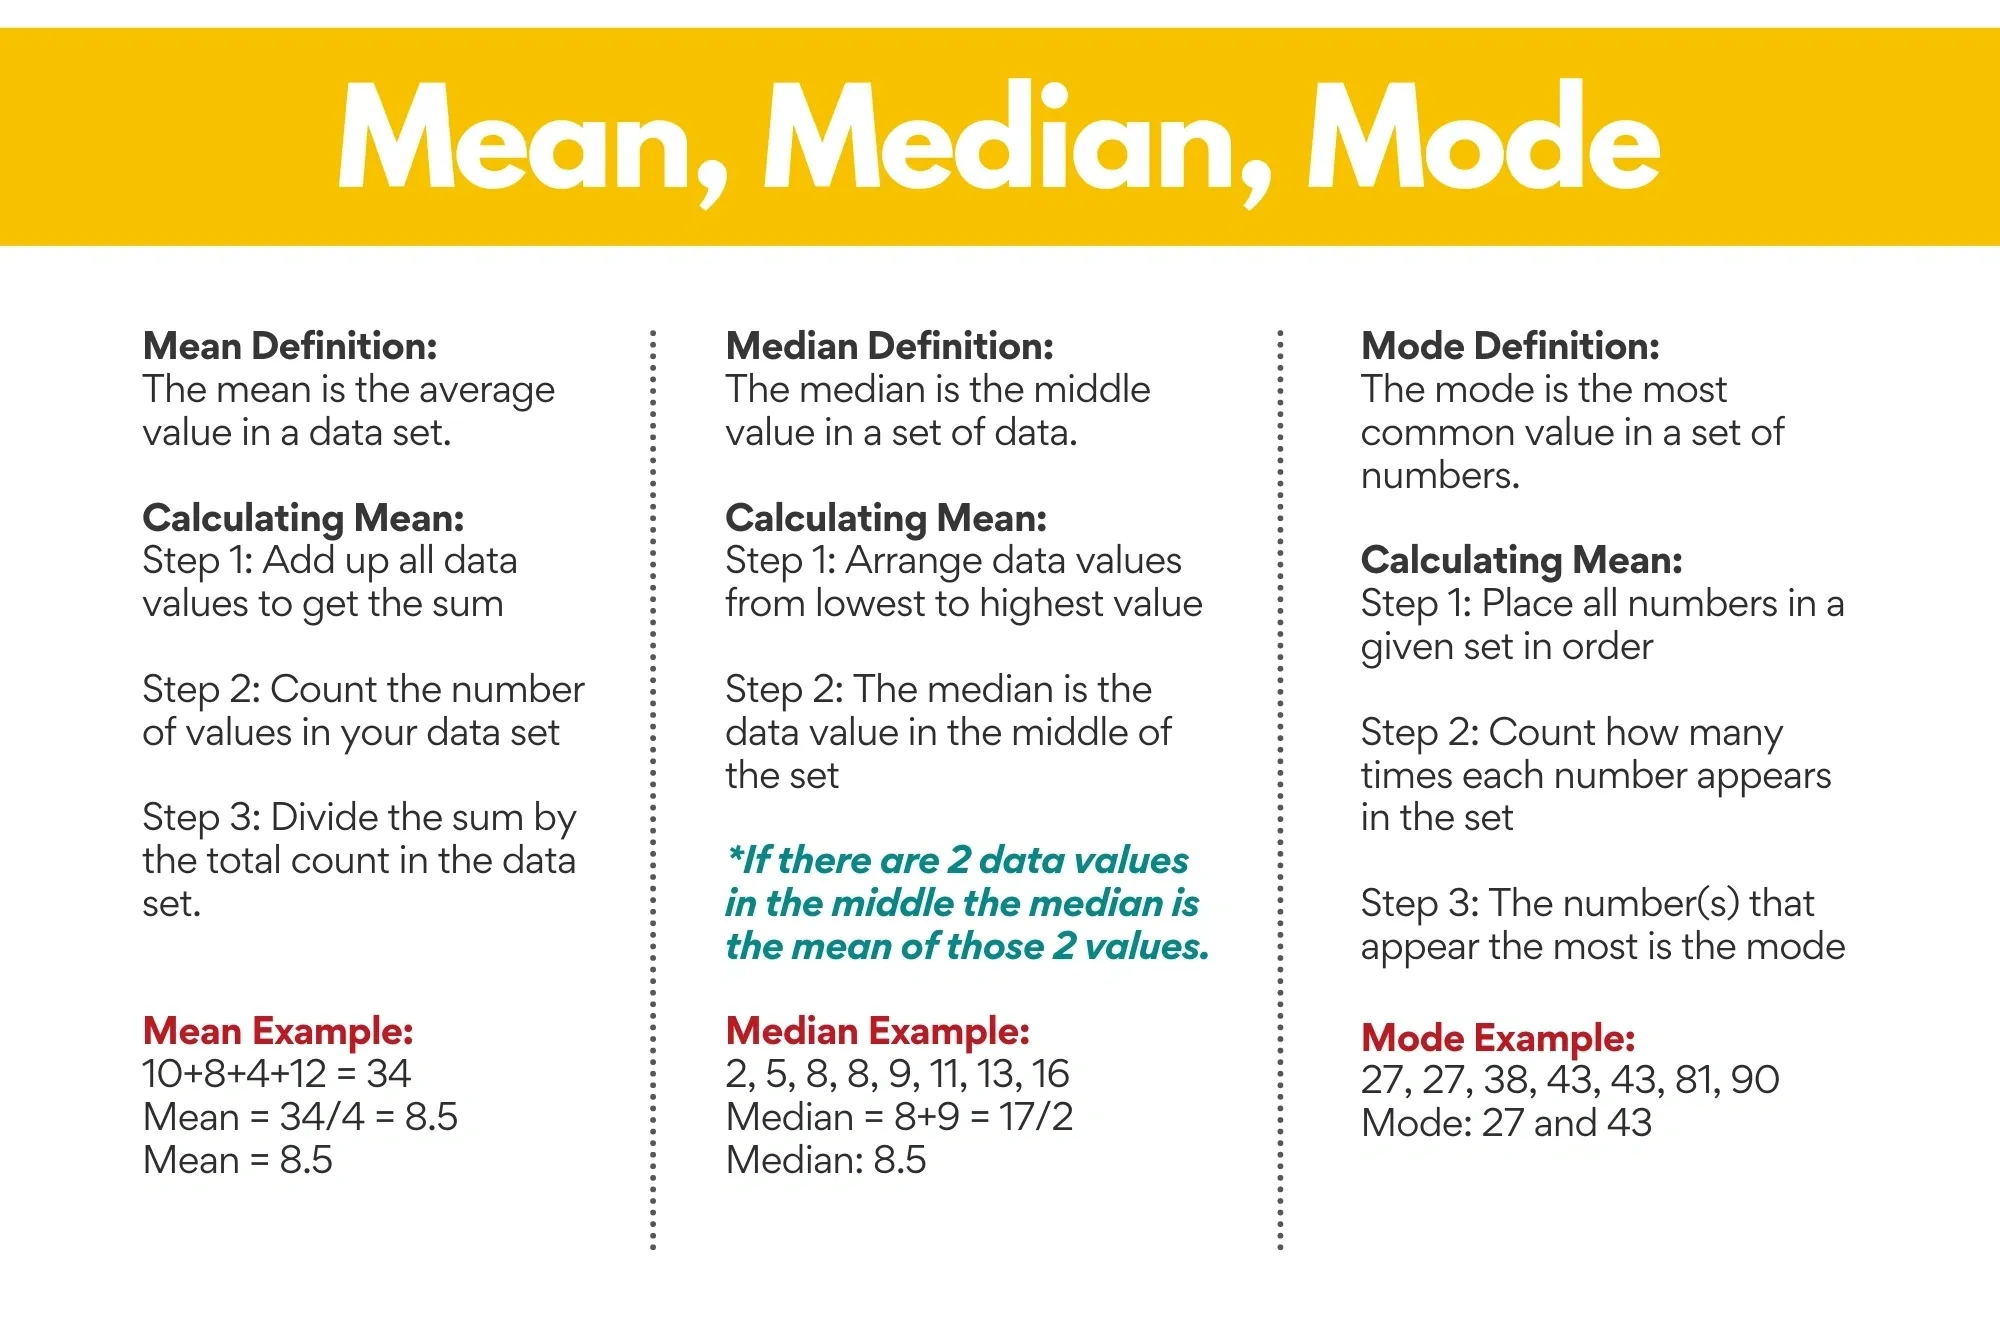 Mean, Median, Mode
Mean Definition:
The mean is the average
value in a data set.
Calculating Mean:
Step 1: Add up all data
values to get the sum
Step 2: Count the number
of values in your data set
Step 3: Divide the sum by
the total count in the data
set.
Mean Example:
10+8+4+12 = 34
Mean = 34/4 = 8.5
Mean = 8.5
Median Definition:
The median is the middle
value in a set of data.
Calculating Mean:
Step 1: Arrange data values
from lowest to highest value
Step 2: The median is the
data value in the middle of
the set
*If there are 2 data values
in the middle the median is
the mean of those 2 values.
Median Example:
2, 5, 8, 8, 9, 11, 13, 16
Median = 8+9 = 17/2
Median: 8.5
Mode Definition:
The mode is the most
common value in a set of
numbers.
Calculating Mean:
Step 1: Place all numbers in a
given set in order
Step 2: Count how many
times each number appears
in the set
Step 3: The number(s) that
appear the most is the mode
Mode Example:
27, 27, 38, 43, 43, 81, 90
Mode: 27 and 43